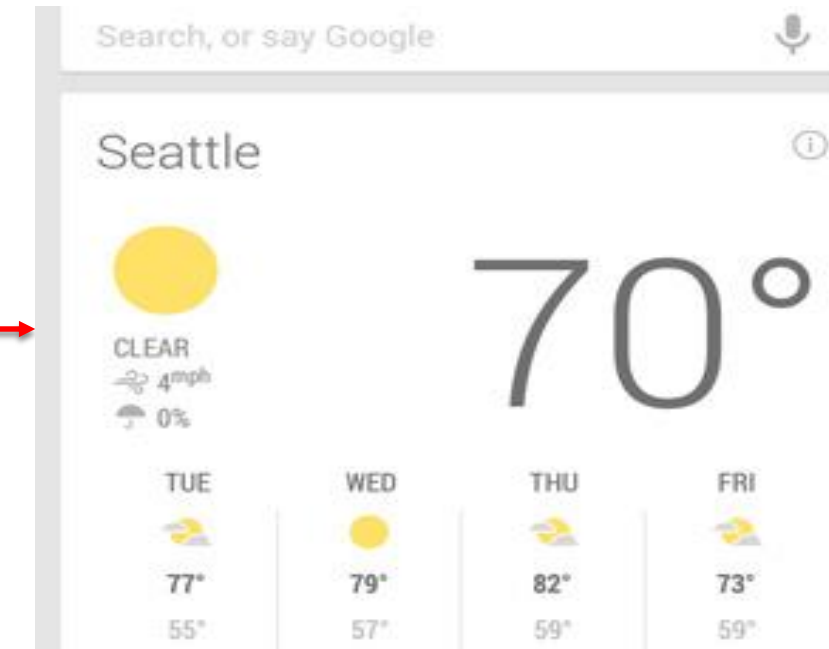 Search, or say Google
Seattle
70°
CLEAR
4mph
0%
TUE WED THU FRI
77° 79° 82° 73°
55° 57° 59° 59°